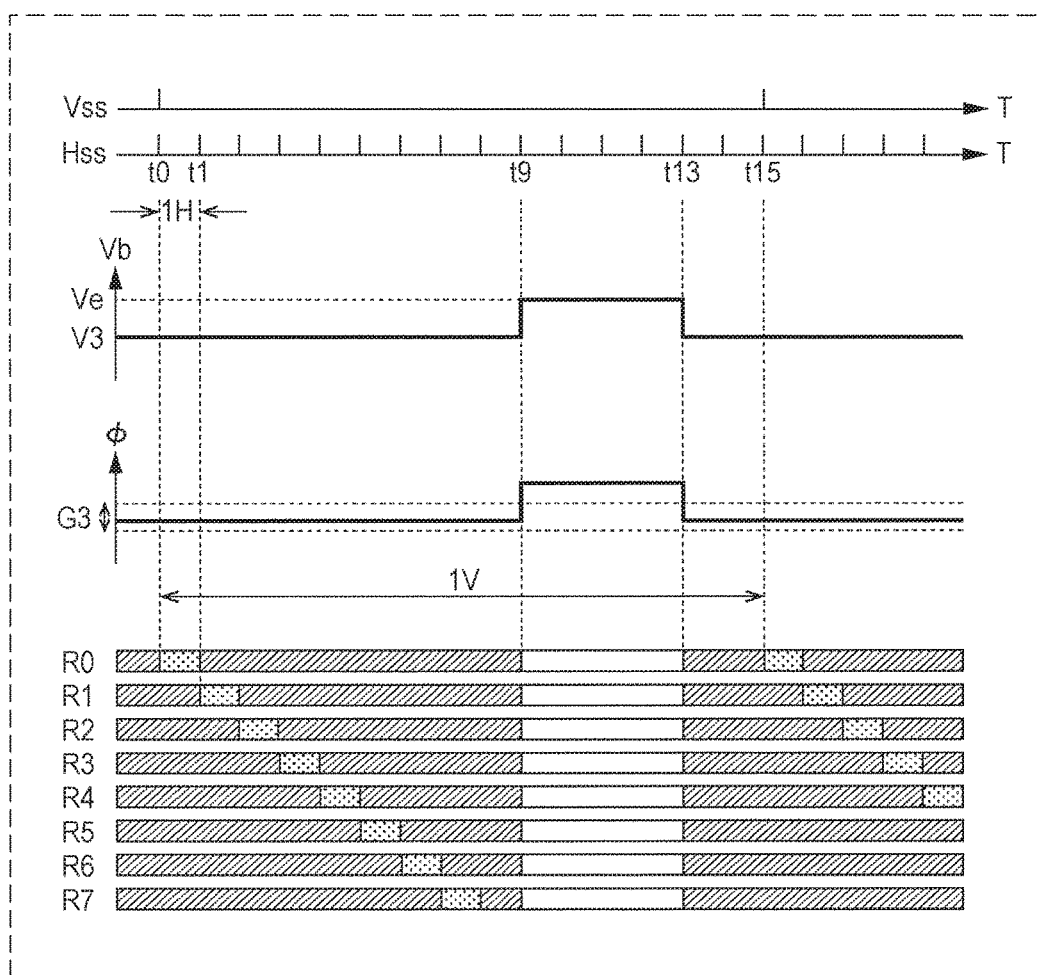 Vss T
Hss T
t0 t1 t9 t13 t15
1H
Vb
Ve
V3
ϕ
G3
1V
R0
R1
R2
R3
R4
R5
R6
R7